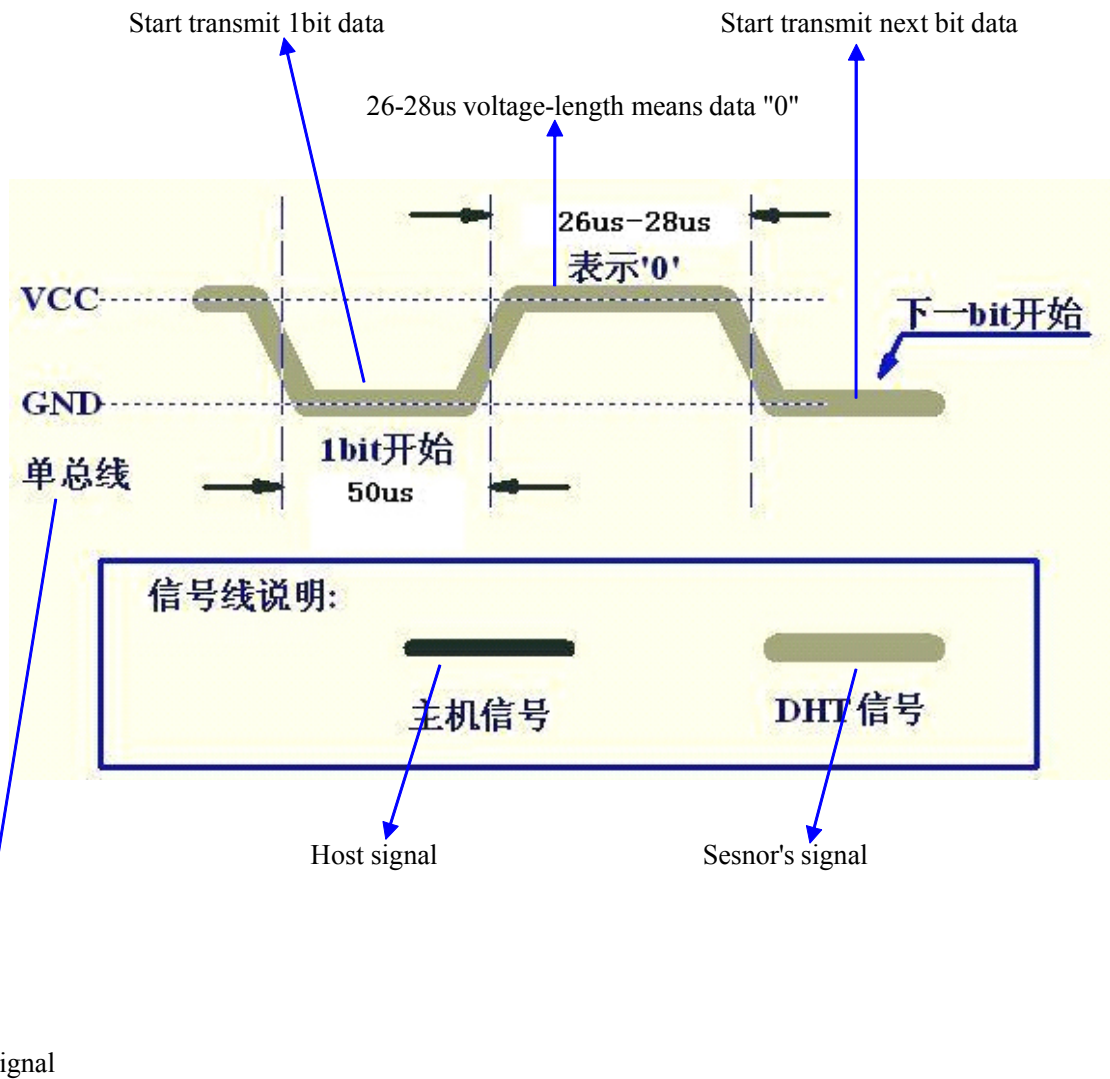 Start transmit 1bit data
Start transmit next bit data
26-28us voltage-length means data "0"
26us-28us
表示'0'
VCC
下一bit开始
GND
1bit开始
单总线
50us
信号线说明:
主机信号
DHT信号
Host signal
Sesnor's signal
ignal